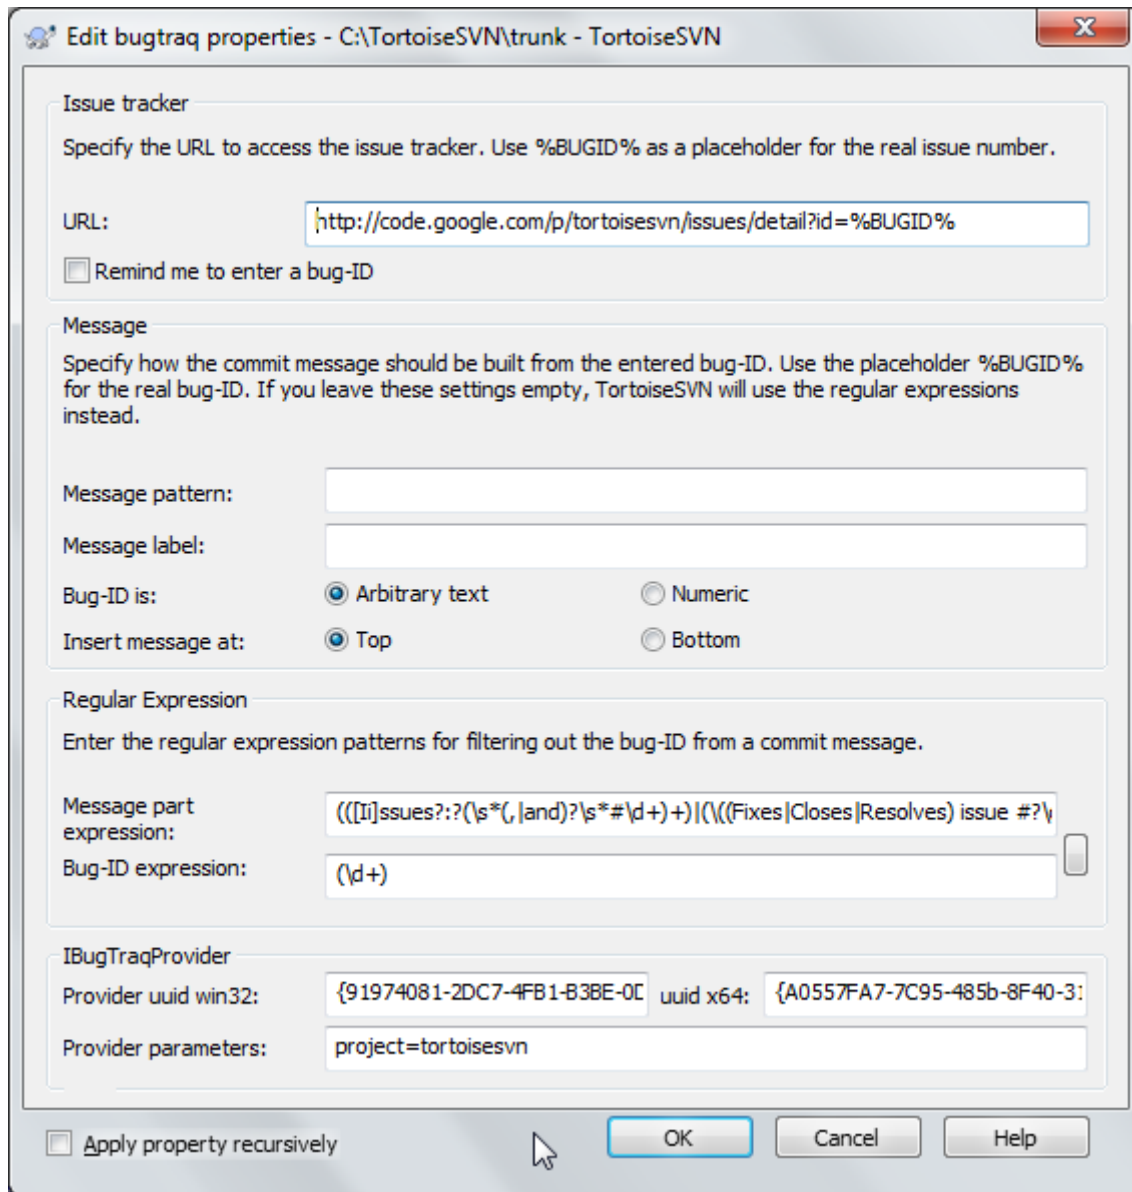 Edit bugtraq properties - C:\TortoiseSVN\trunk - TortoiseSVN
Issue tracker
Specify the URL to access the issue tracker. Use %BUGID% as a placeholder for the real issue number.
URL: http://code.google.com/p/tortoisesvn/issues/detail?id=%BUGID%
Remind me to enter a bug-ID
Message
Specify how the commit message should be built from the entered bug-ID. Use the placeholder %BUGID%
for the real bug-ID. If you leave these settings empty, TortoiseSVN will use the regular expressions
instead.
Message pattern:
Message label:
Bug-ID is: Arbitrary text Numeric
Insert message at: Top Bottom
Regular Expression
Enter the regular expression patterns for filtering out the bug-ID from a commit message.
Message part
expression: (([Ii]ssues?:?(\s*(,|and)?\s*#\d+)+)|(\((Fixes|Closes|Resolves) issue #?\
Bug-ID expression: (\d+)
IBugTraqProvider
Provider uuid win32: {91974081-2DC7-4FB1-B3BE-0D uuid x64: {A0557FA7-7C95-485b-8F40-31
Provider parameters: project=tortoisesvn
Apply property recursively OK Cancel Help